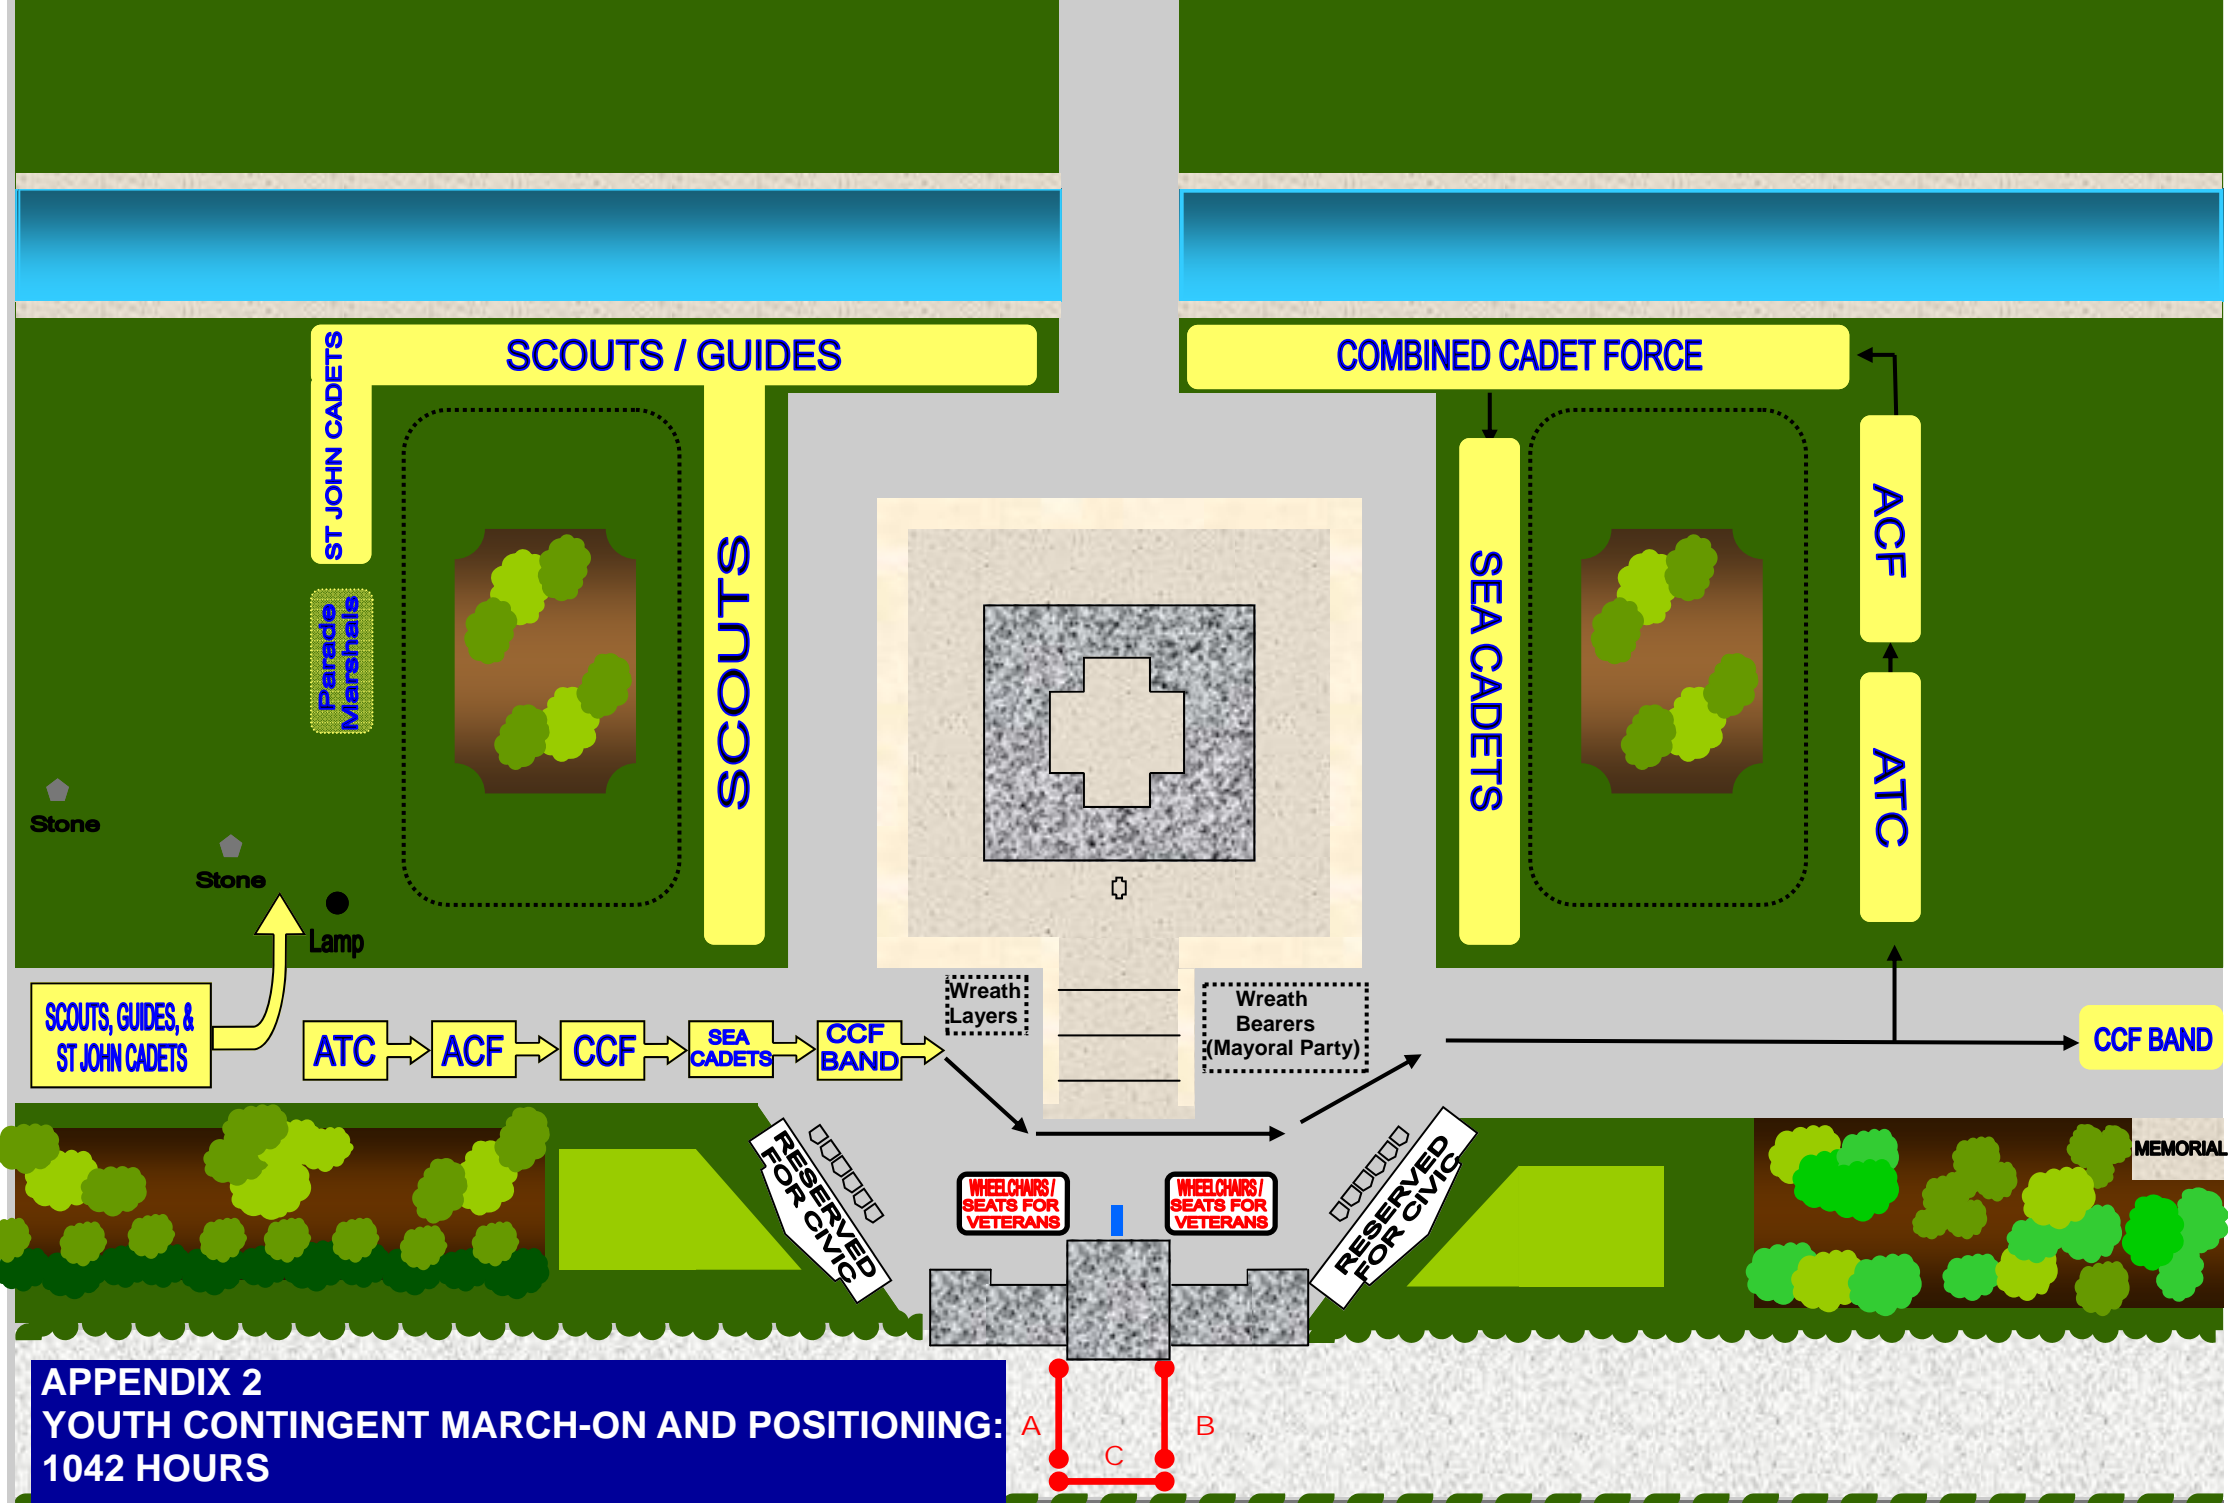 SCOUTS / GUIDES
COMBINED CADET FORCE
ST JOHN CADETS
ACF
SCOUTS
SEA CADETS
Parade
Marshals
ATC
Stone
Stone
Lamp
SCOUTS, GUIDES, &
ST JOHN CADETS
ATC
ACF
CCF
SEA
CADETS
CCF
BAND
Wreath
Layers
Wreath
Bearers
(Mayoral Party)
CCF BAND
RESERVED
FOR CIVIC
WHEELCHAIRS /
SEATS FOR
VETERANS
WHEELCHAIRS /
SEATS FOR
VETERANS
RESERVED
FOR CIVIC
MEMORIAL
APPENDIX 2
YOUTH CONTINGENT MARCH-ON AND POSITIONING:
1042 HOURS
A
B
C